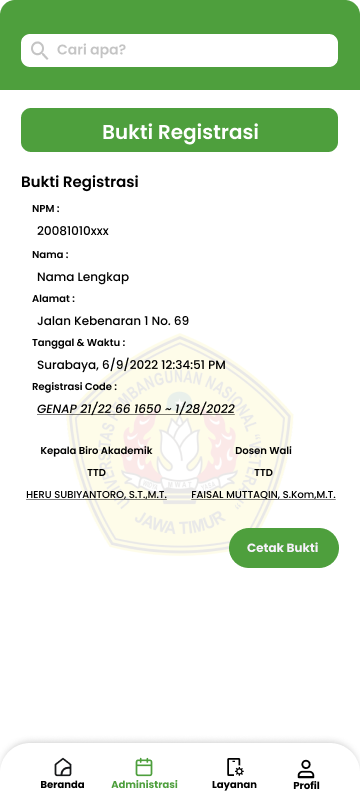 Cari apa?
Bukti Registrasi
Bukti Registrasi
NPM :
20081010xxx
Nama :
Nama Lengkap
Alamat :
Jalan Kebenaran 1 No. 69
Tanggal & Waktu :
Surabaya, 6/9/2022 12:34:51 PM
Registrasi Code :
GENAP 21/22 66 1650 ~ 1/28/2022
Kepala Biro Akademik Dosen Wali
TTD TTD
HERU SUBIYANTORO, S.T.,M.T. FAISAL MUTTAQIN, S.Kom,M.T.
JAWA TIMUR
Cetak Bukti
Beranda Administrasi Layanan Profil